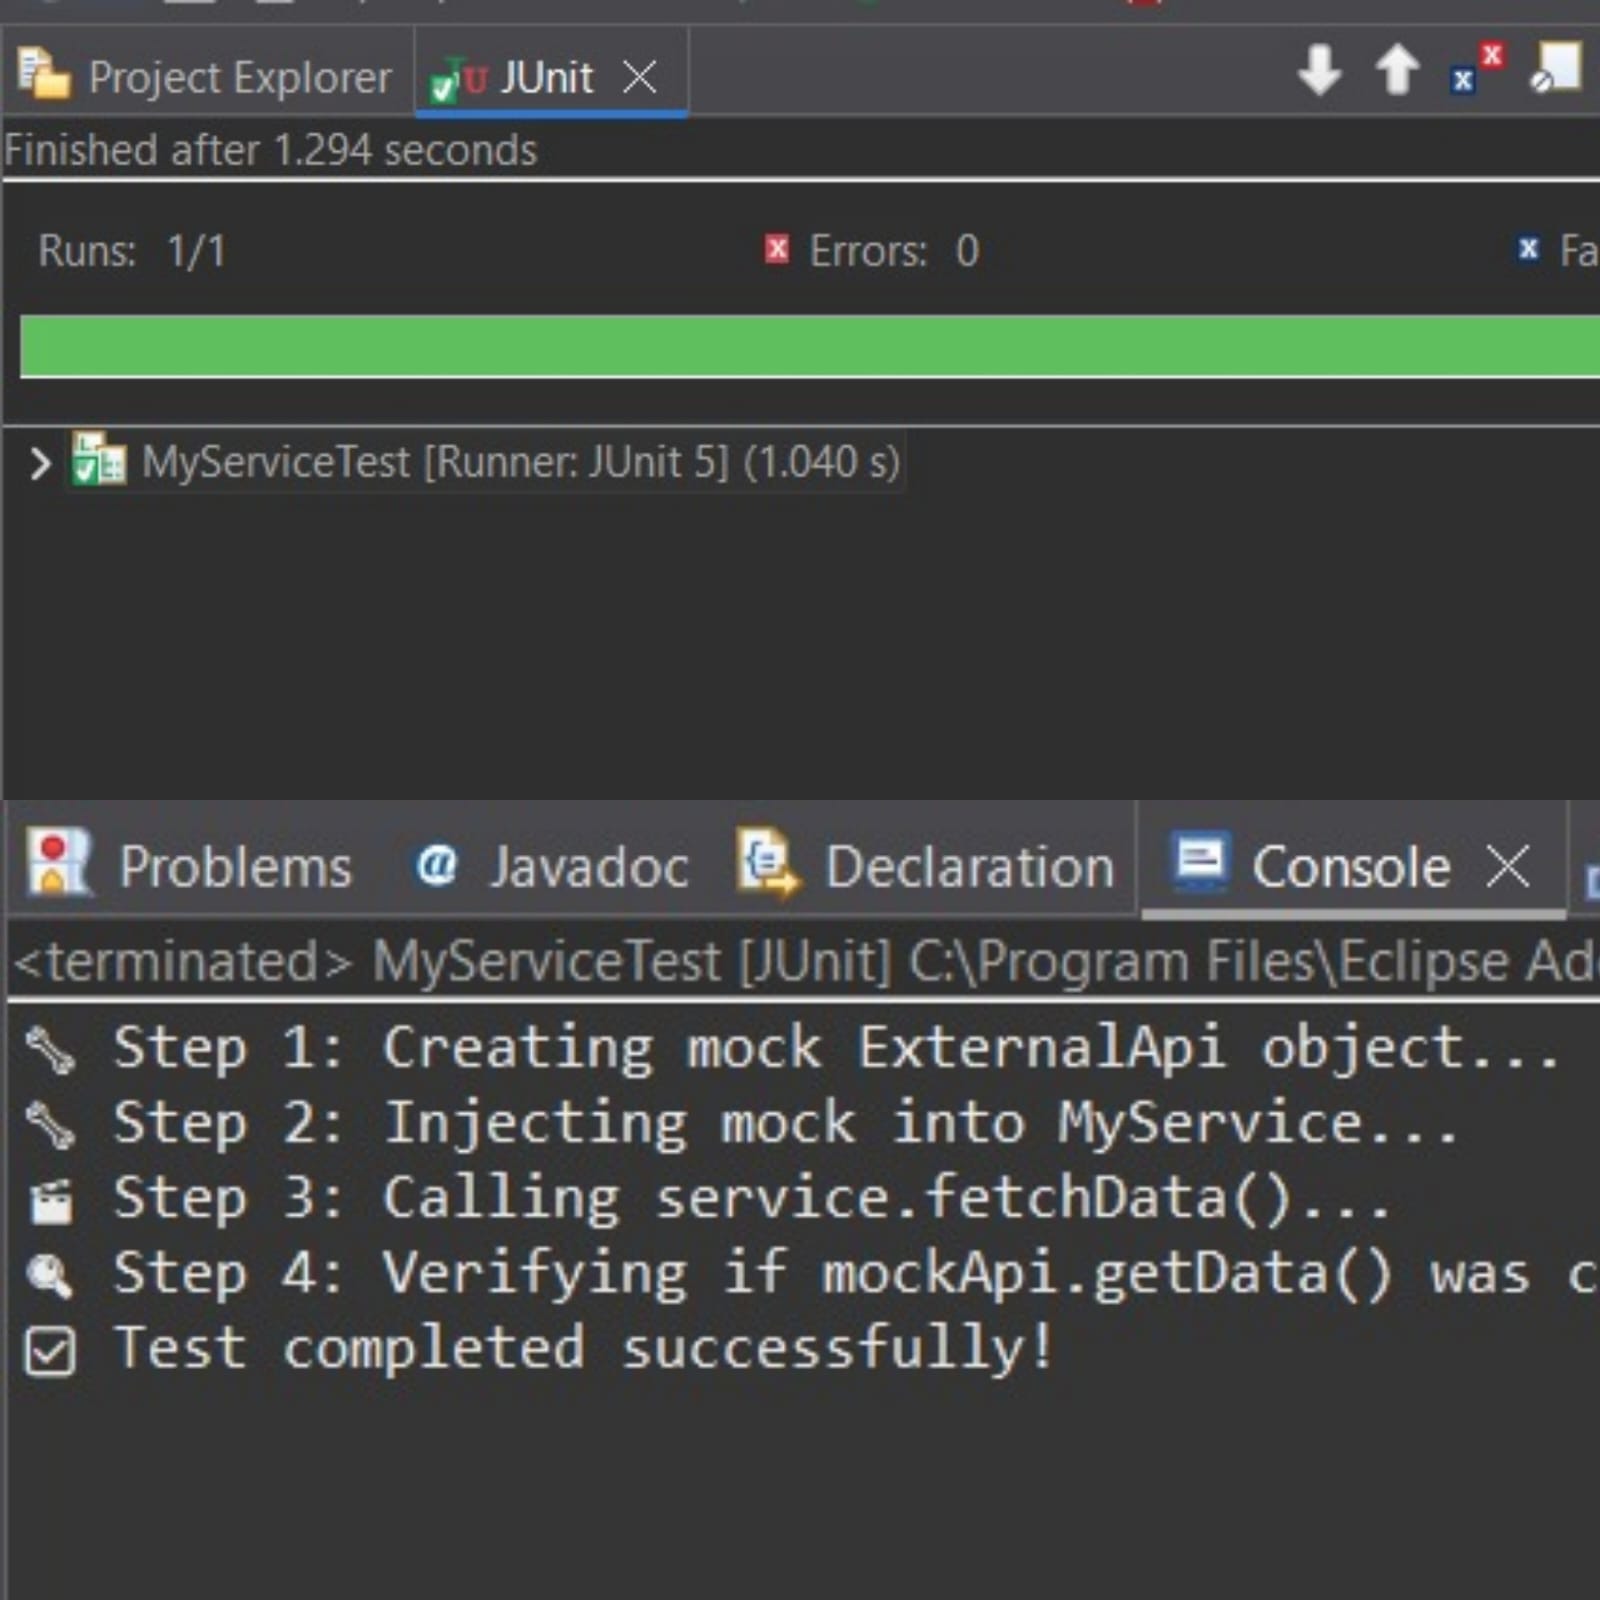 Project Explorer JUnit
Finished after 1.294 seconds
Runs: 1/1 Errors: 0
MyServiceTest [Runner: JUnit 5] (1.040 s)
Problems @ Javadoc Declaration Console
<terminated> MyServiceTest [JUnit] C:\Program Files\Eclipse
Step 1: Creating mock ExternalApi object...
Step 2: Injecting mock into MyService...
Step 3: Calling service.fetchData()...
Step 4: Verifying if mockApi.getData() was
Test completed successfully!